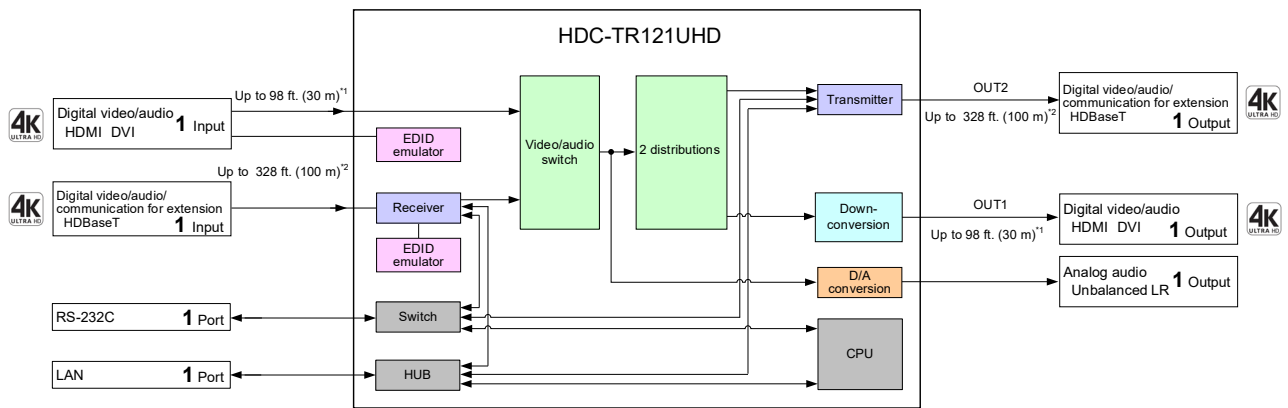 HDC-TR121UHD
4K
ULTRA HD
Digital video/audio
HDMI DVI 1 Input
Up to 98 ft. (30 m)*1
EDID
emulator
Video/audio
switch
2 distributions
Transmitter
OUT2
Up to 328 ft. (100 m)*2
Digital video/audio/
communication for extension
HDBaseT
1 Output
4K
ULTRA HD
4K
ULTRA HD
Digital video/audio/
communication for extension
HDBaseT 1 Input
Up to 328 ft. (100 m)*2
Receiver
EDID
emulator
Down-
conversion
OUT1
Up to 98 ft. (30 m)*1
Digital video/audio
HDMI DVI 1 Output
4K
ULTRA HD
D/A
conversion
Analog audio
Unbalanced LR 1 Output
RS-232C 1 Port
Switch
CPU
LAN 1 Port
HUB